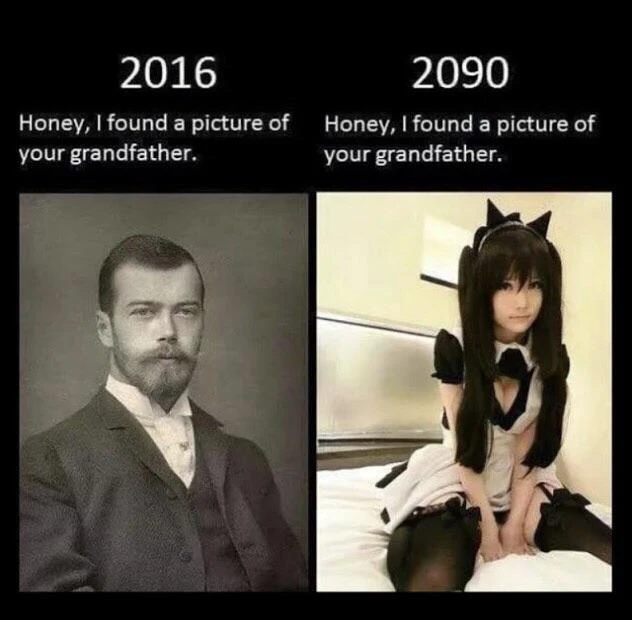 2016
Honey, I found a picture of
your grandfather.
2090
Honey, I found a picture of
your grandfather.